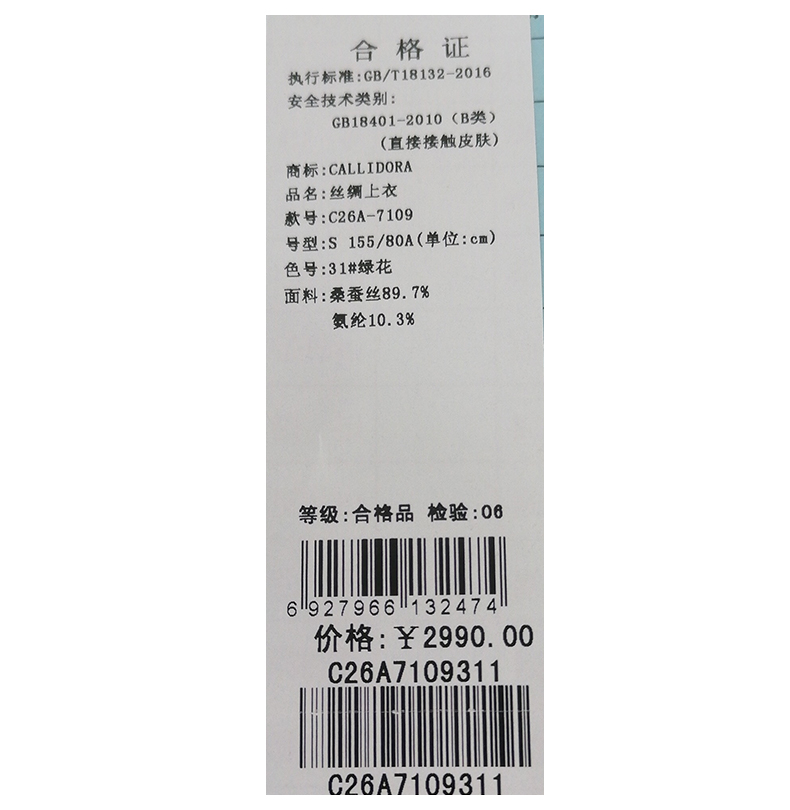 合格证
执行标准:GB/T18132-2016
安全技术类别:
GB18401-2010（B类）
(直接接触皮肤)
商标:CALLIDORA
品名:丝绸上衣
款号:C26A-7109
号型:S 155/80A(单位:cm)
色号:31#绿花
面料:桑蚕丝89.7%
氨纶10.3%
等级:合格品 检验:06
6 927966 132474
价格:￥2990.00
C26A7109311
C26A7109311